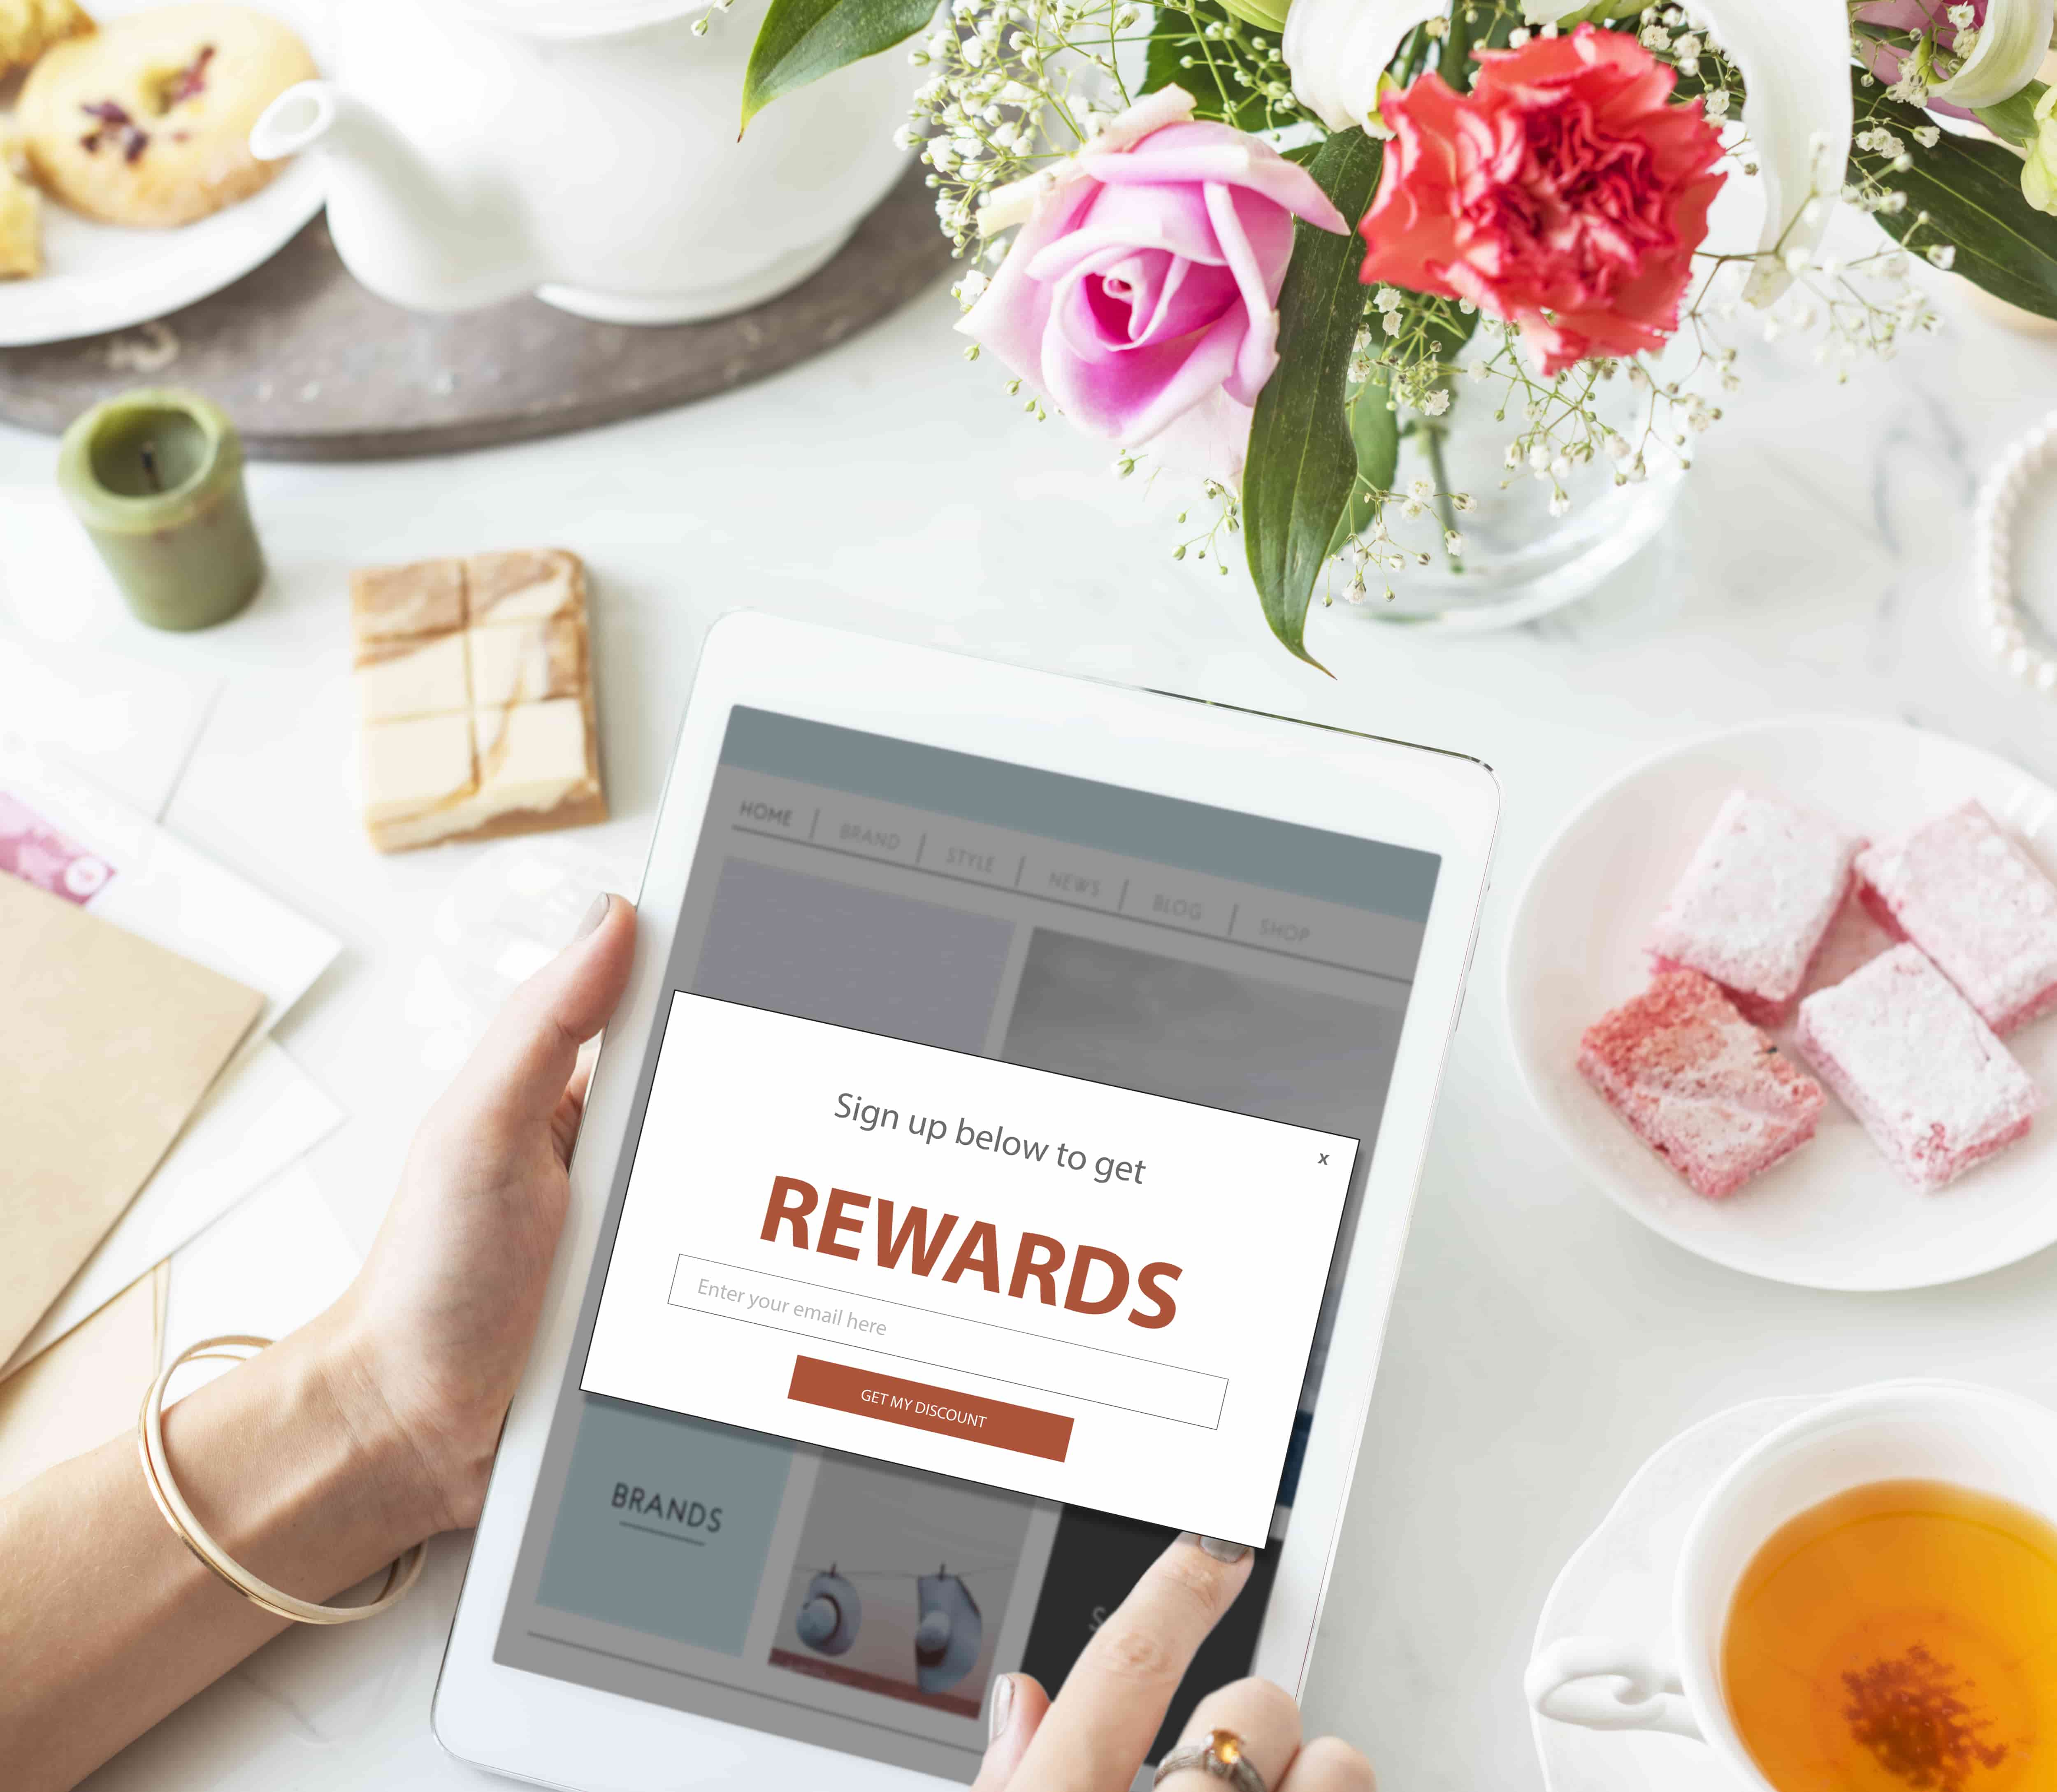 HOME | BRAND | STYLE | NEWS | BLOG | SHOP
Sign up below to get
x
REWARDS
Enter your email here
GET MY DISCOUNT
BRANDS